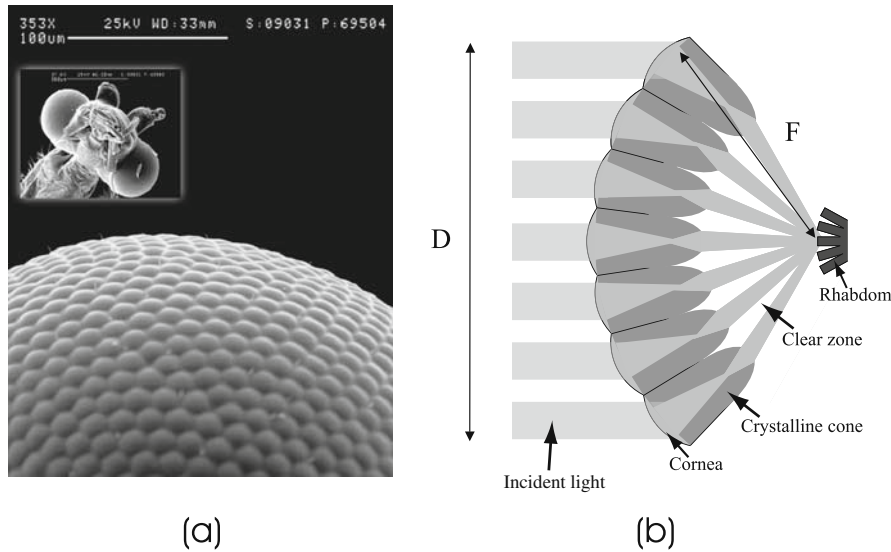 353X 25kV WD:33mm S:09031 P:69504
100um
D
F
Rhabdom
Clear zone
Crystalline cone
Cornea
Incident light
(a)
(b)